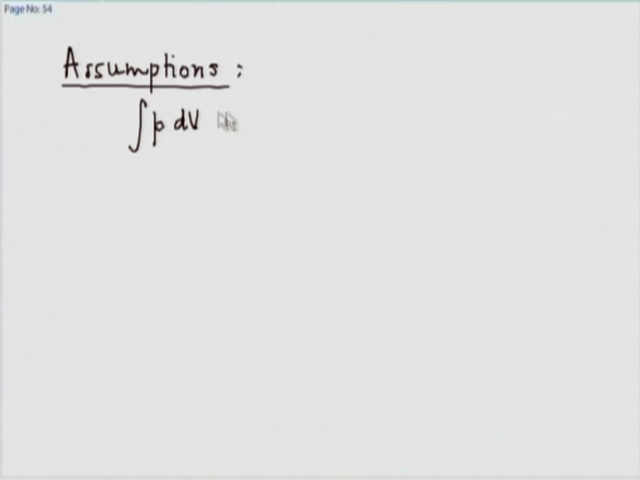 Page No: 54
Assumptions :
∫p dV